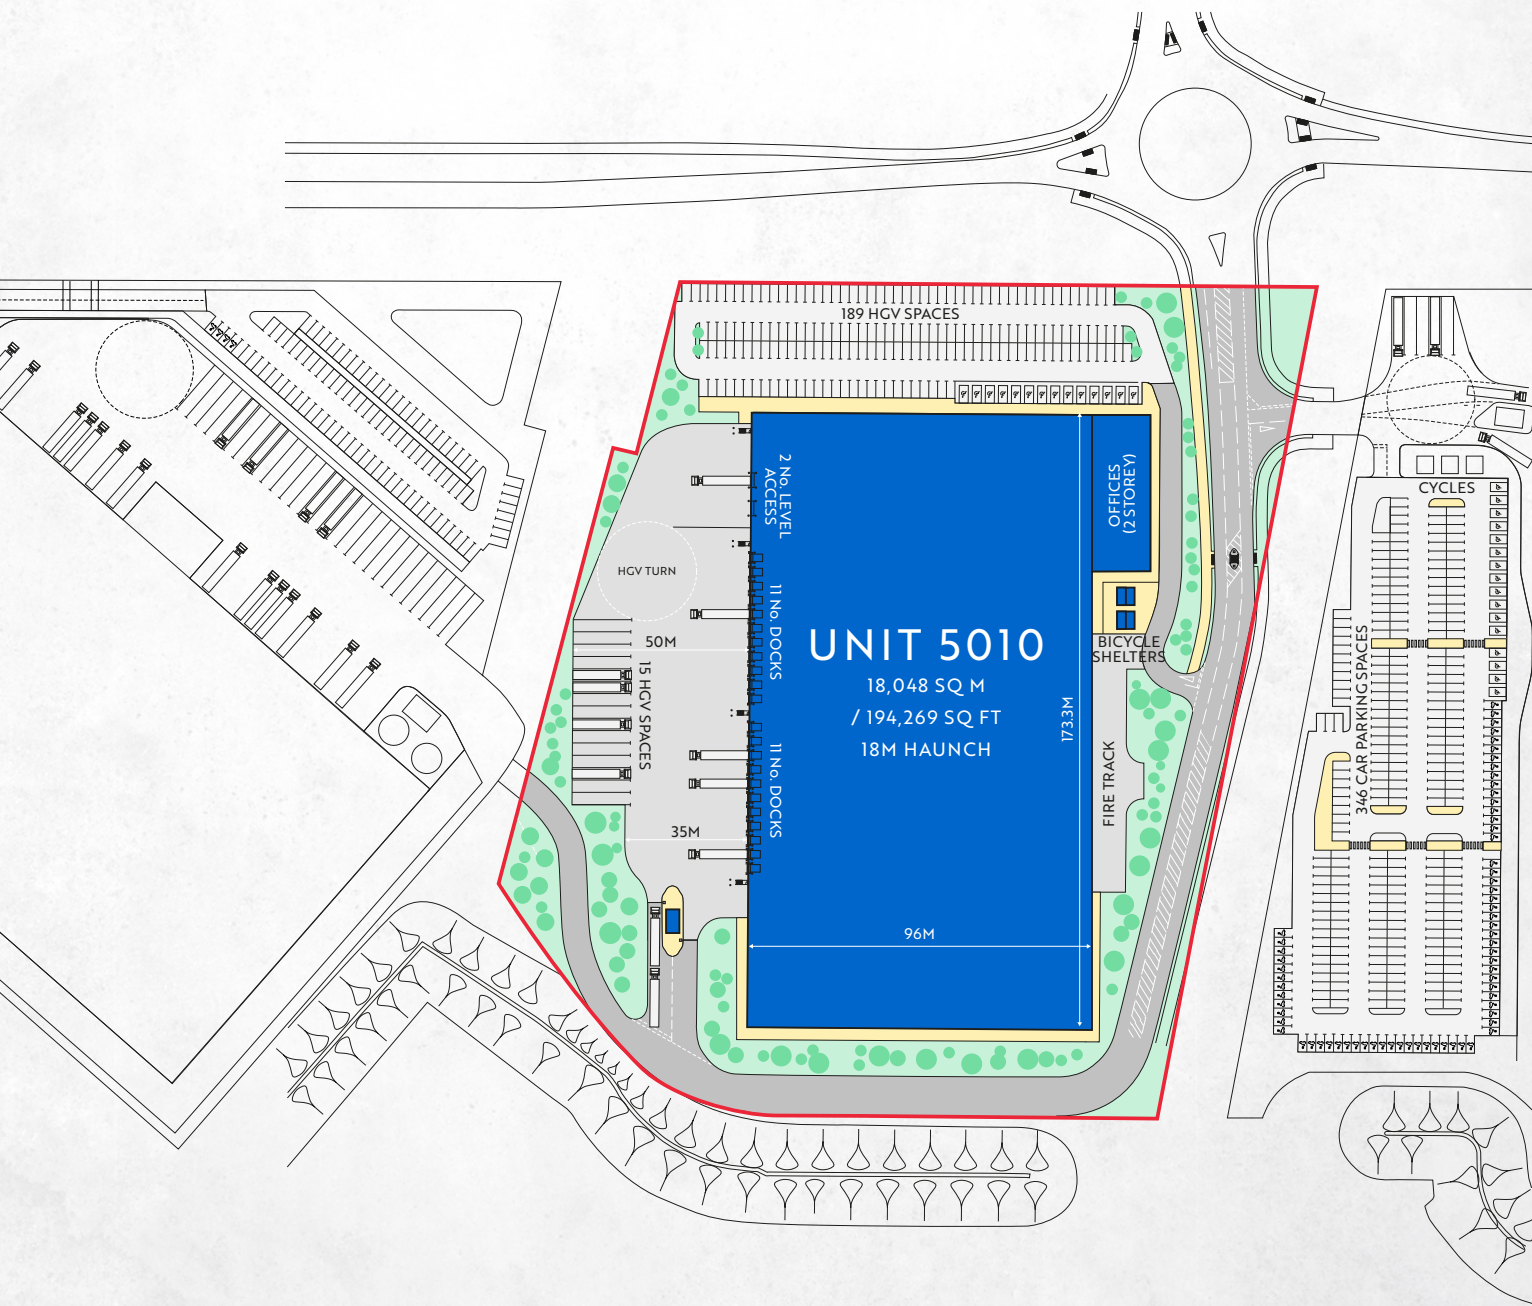 189 HGV SPACES
2 No. LEVEL
ACCESS
OFFICES
(2 STOREY)
CYCLES
HGV TURN
11 No. DOCKS
50M
UNIT 5010
18,048 SQ M
/ 194,269 SQ FT
18M HAUNCH
BICYCLE
SHELTERS
15 HGV SPACES
173.3M
346 CAR PARKING SPACES
11 No. DOCKS
FIRE TRACK
35M
96M